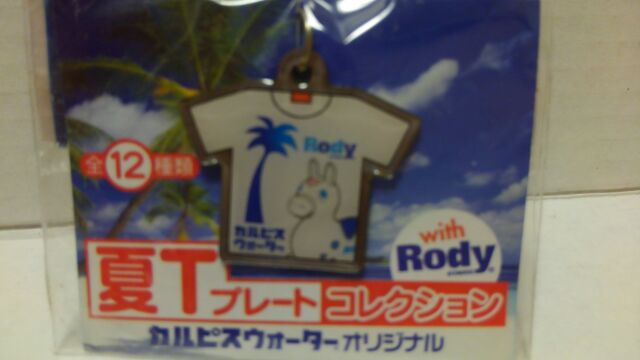 Rody
カルピス
ウォーター
全12種類
with
Rody
夏Tプレートコレクション
カルピスウォーター オリジナル